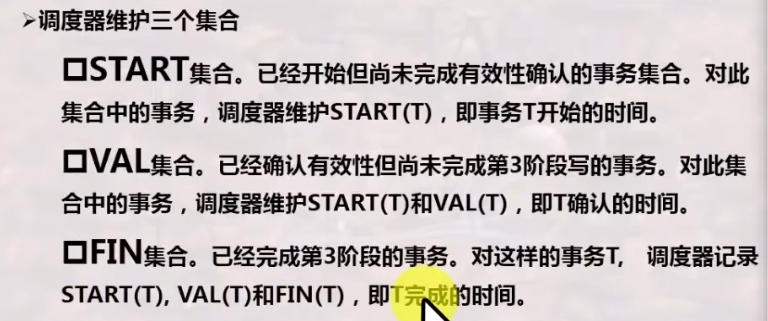 ➢调度器维护三个集合
□START集合。已经开始但尚未完成有效性确认的事务集合。对此
集合中的事务，调度器维护START(T)，即事务T开始的时间。
□VAL集合。已经确认有效性但尚未完成第3阶段写的事务。对此集
合中的事务，调度器维护START(T)和VAL(T)，即T确认的时间。
□FIN集合。已经完成第3阶段的事务。对这样的事务T, 调度器记录
START(T), VAL(T)和FIN(T)，即T完成的时间。